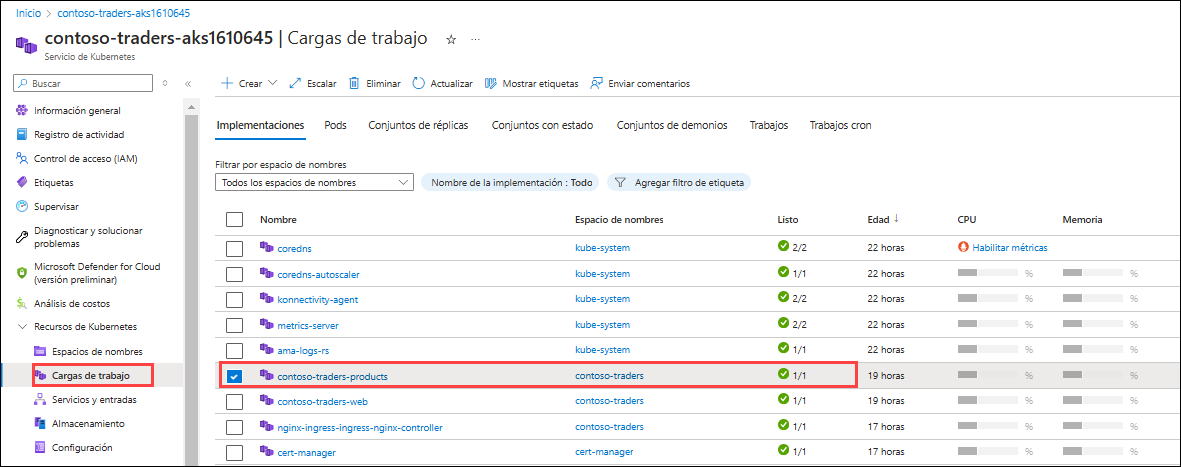 Inicio > contoso-traders-aks1610645
contoso-traders-aks1610645 | Cargas de trabajo ☆ ...
Servicio de Kubernetes
Buscar
Información general
Registro de actividad
Control de acceso (IAM)
Etiquetas
Supervisar
Diagnosticar y solucionar
problemas
Microsoft Defender for Cloud
(versión preliminar)
Análisis de costos
Recursos de Kubernetes
Espacios de nombres
Cargas de trabajo
Servicios y entradas
Almacenamiento
Configuración
Crear Escalar Eliminar Actualizar Mostrar etiquetas Enviar comentarios
Implementaciones Pods Conjuntos de réplicas Conjuntos con estado Conjuntos de demonios Trabajos Trabajos cron
Filtrar por espacio de nombres
Todos los espacios de nombres Nombre de la implementación : Todo Agregar filtro de etiqueta
Nombre Espacio de nombres Listo Edad ↓ CPU Memoria
coredns kube-system 2/2 22 horas Habilitar métricas
coredns-autoscaler kube-system 1/1 22 horas % %
konnectivity-agent kube-system 2/2 22 horas % %
metrics-server kube-system 2/2 22 horas % %
ama-logs-rs kube-system 1/1 22 horas % %
contoso-traders-products contoso-traders 1/1 19 horas % %
contoso-traders-web contoso-traders 1/1 19 horas % %
nginx-ingress-ingress-nginx-controller contoso-traders 1/1 17 horas % %
cert-manager cert-manager 1/1 17 horas % %